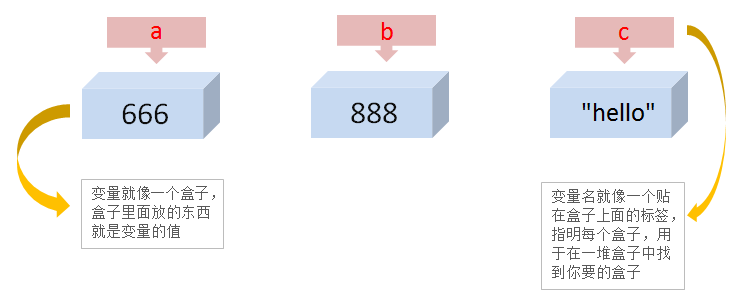 a
b
c
666
888
"hello"
变量就像一个盒子，
盒子里面放的东西
就是变量的值
变量名就像一个贴
在盒子上面的标签，
指明每个盒子，用
于在一堆盒子中找
到你要的盒子